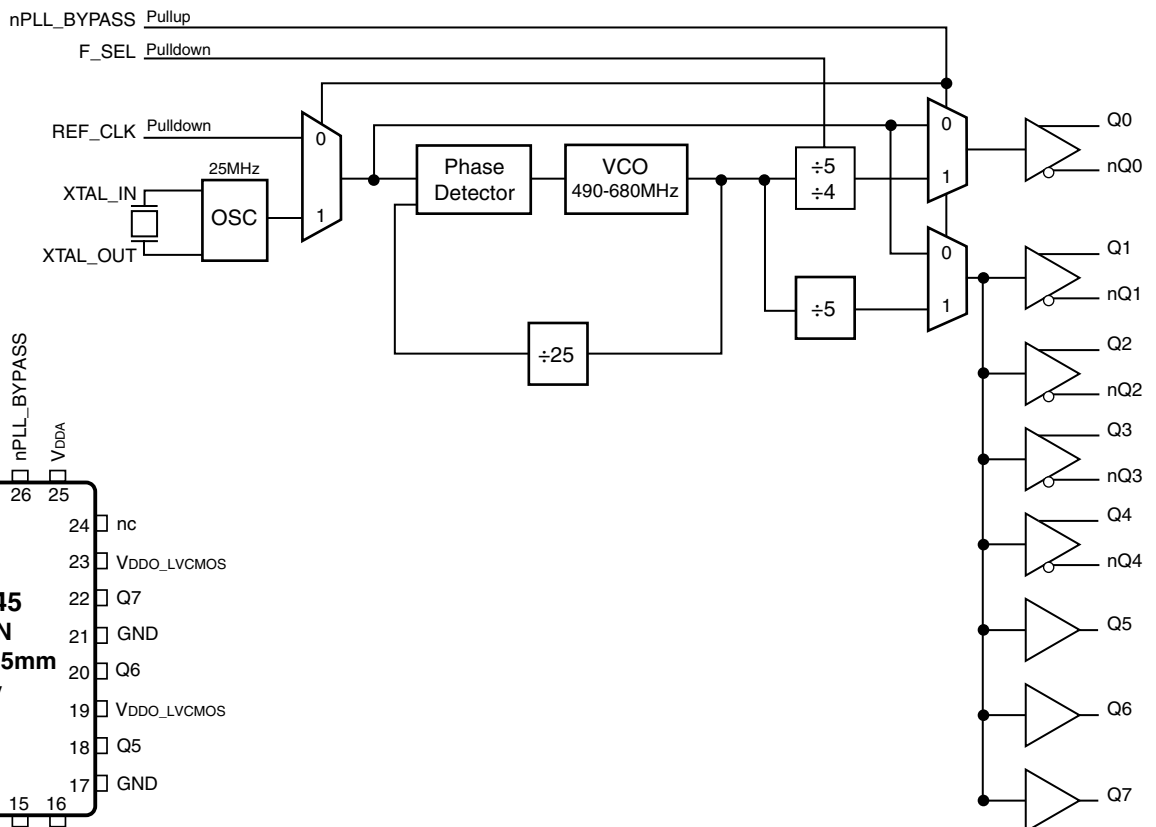 nPLL_BYPASS Pullup
F_SEL Pulldown
REF_CLK Pulldown
0
1
25MHz
XTAL_IN
OSC
XTAL_OUT
Phase
Detector
VCO
490-680MHz
÷5
÷4
÷5
÷25
0
1
0
1
Q0
nQ0
Q1
nQ1
Q2
nQ2
Q3
nQ3
Q4
nQ4
Q5
Q6
Q7
nPLL_BYPASS
VDDA
26 25
24 nc
23 VDDO_LVCMOS
22 Q7
21 GND
20 Q6
19 VDDO_LVCMOS
18 Q5
17 GND
15 16
45
N
5mm